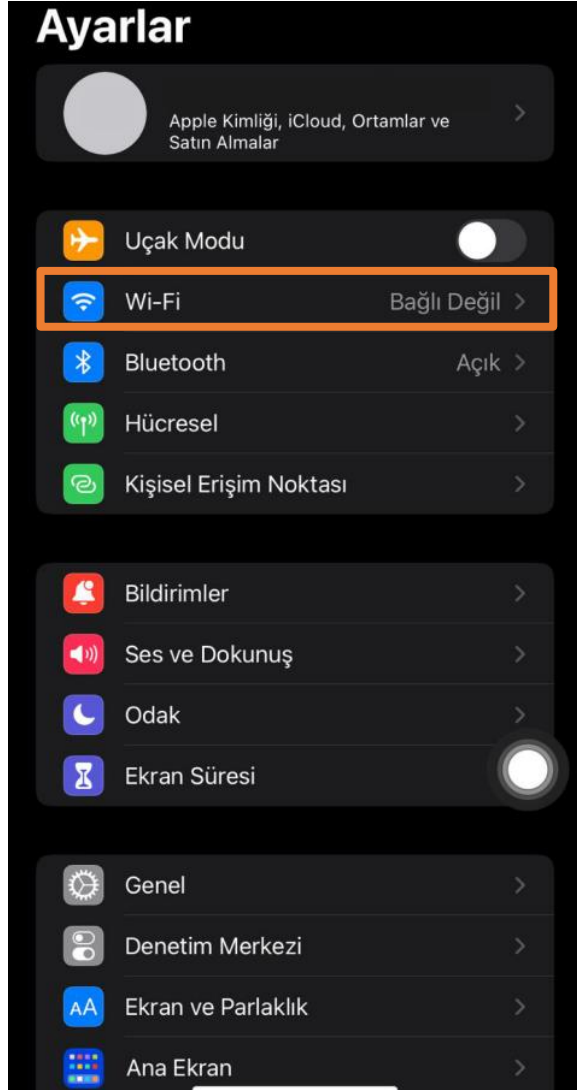 Ayarlar
Apple Kimliği, iCloud, Ortamlar ve
Satın Almalar
Uçak Modu
Wi-Fi Bağlı Değil
Bluetooth Açık
Hücresel
Kişisel Erişim Noktası
Bildirimler
Ses ve Dokunuş
Odak
Ekran Süresi
Genel
Denetim Merkezi
AA Ekran ve Parlaklık
Ana Ekran